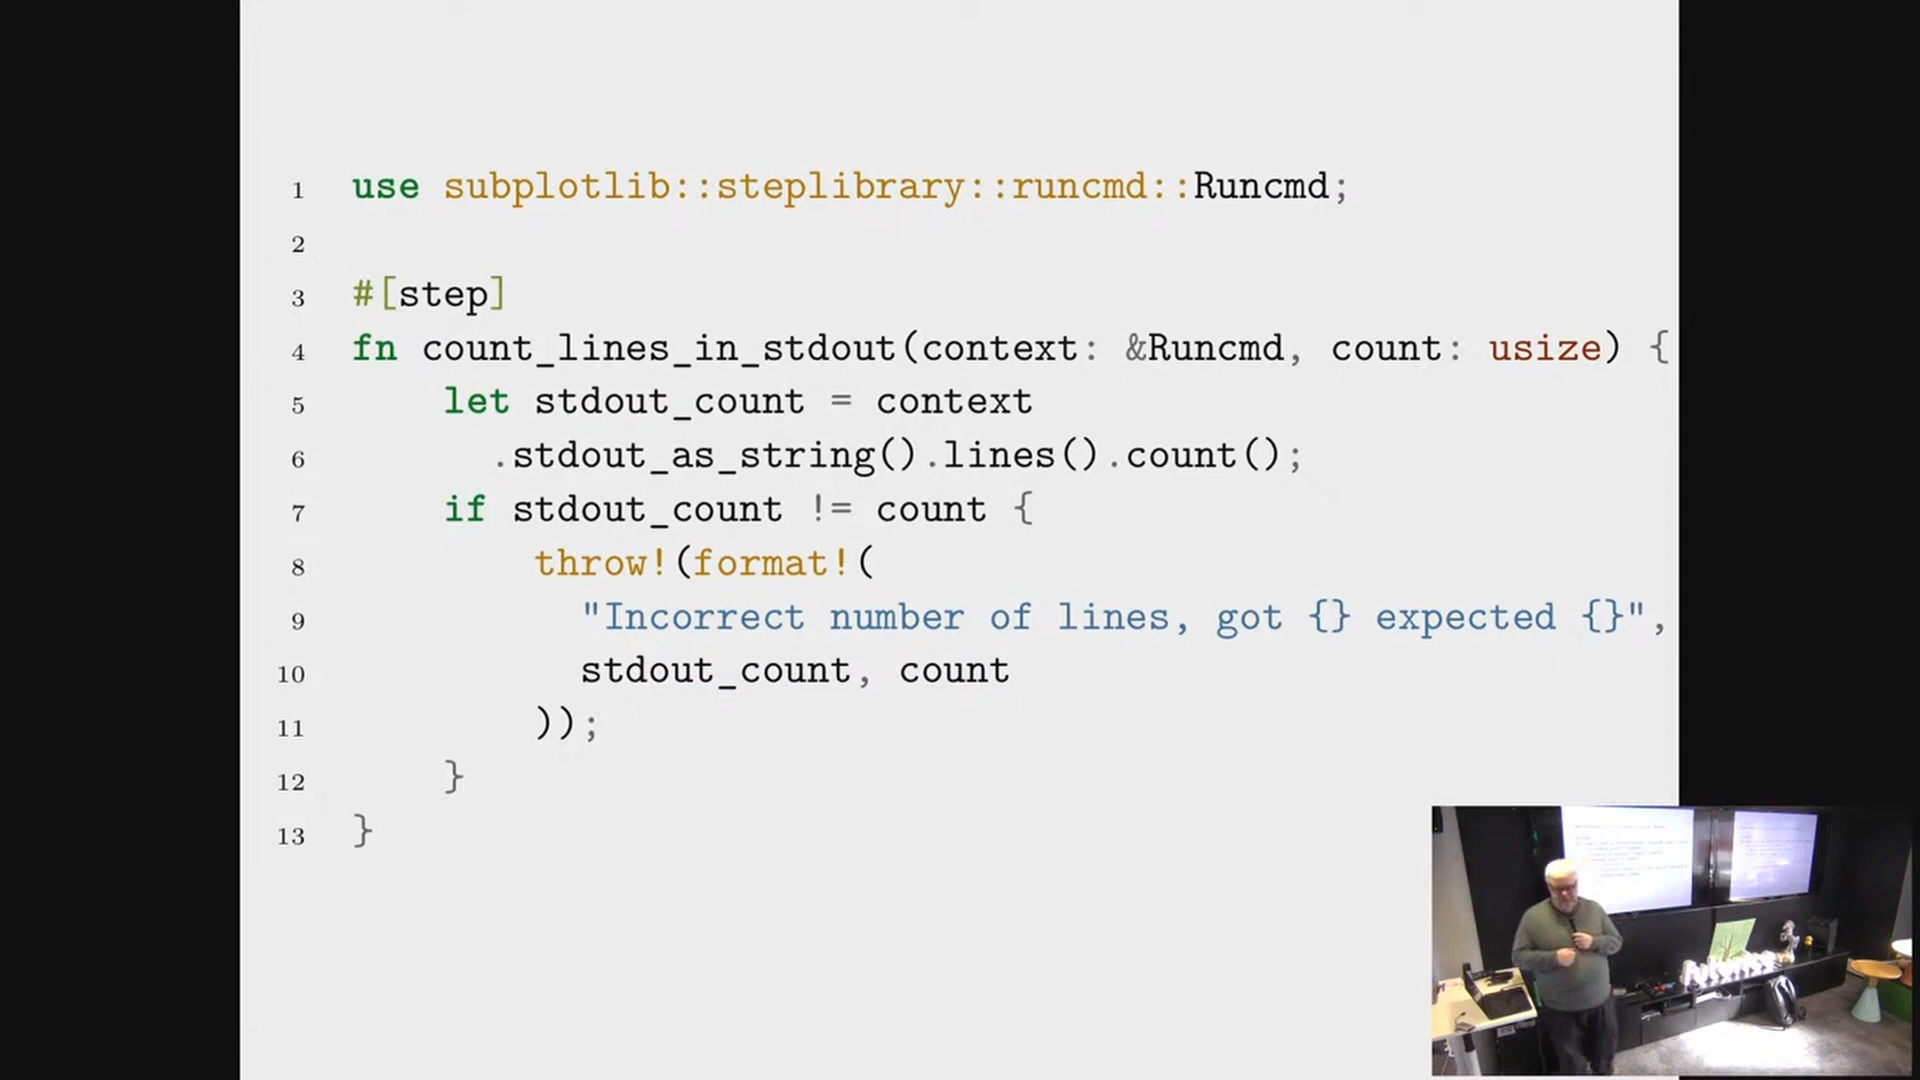 1 use subplotlib::steplibrary::runcmd::Runcmd;
2
3 #[step]
4 fn count_lines_in_stdout(context: &Runcmd, count: usize) {
5 let stdout_count = context
6 .stdout_as_string().lines().count();
7 if stdout_count != count {
8 throw!(format!(
9 "Incorrect number of lines, got {} expected {}",
10 stdout_count, count
11 ));
12 }
13 }